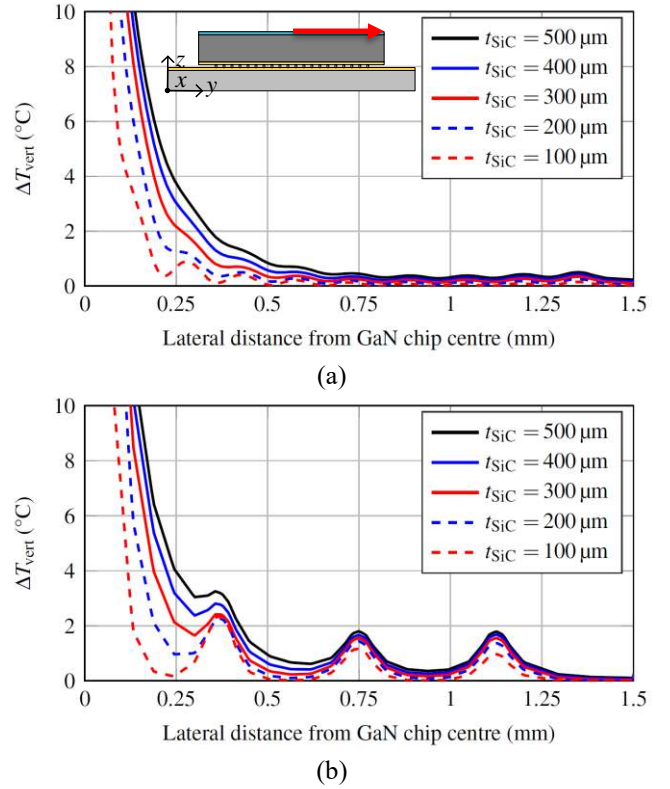 10
8
6
4
2
0
ΔT_vert (°C)
z
x
y
t_SiC = 500 μm
t_SiC = 400 μm
t_SiC = 300 μm
t_SiC = 200 μm
t_SiC = 100 μm
0 0.25 0.5 0.75 1 1.25 1.5
Lateral distance from GaN chip centre (mm)
(a)
10
8
6
4
2
0
ΔT_vert (°C)
t_SiC = 500 μm
t_SiC = 400 μm
t_SiC = 300 μm
t_SiC = 200 μm
t_SiC = 100 μm
0 0.25 0.5 0.75 1 1.25 1.5
Lateral distance from GaN chip centre (mm)
(b)